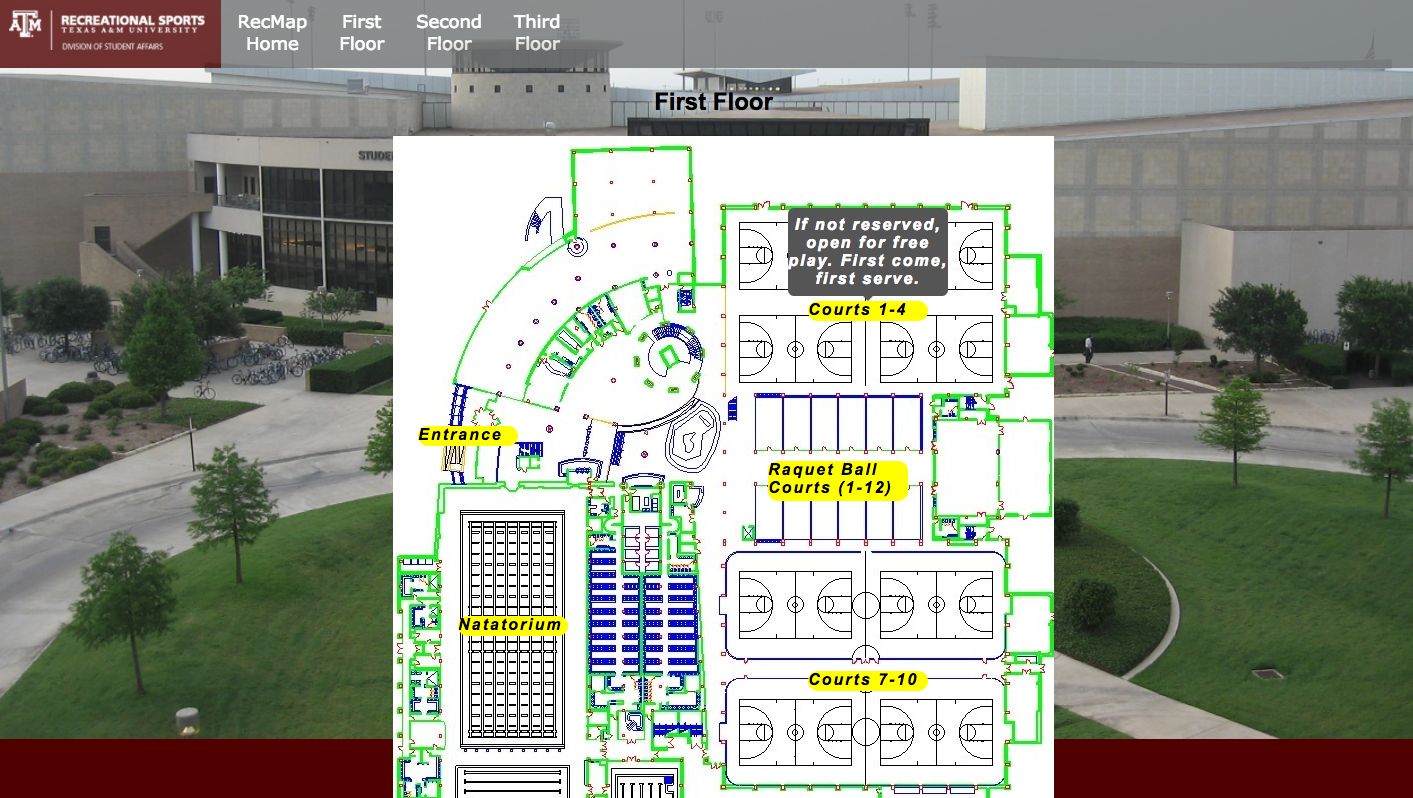 RECREATIONAL SPORTS
TEXAS A&M UNIVERSITY
DIVISION OF STUDENT AFFAIRS
RecMap
Home
First
Floor
Second
Floor
Third
Floor
First Floor
STUDE
If not reserved,
open for free
play. First come,
first serve.
Courts 1-4
Entrance
Raquet Ball
Courts (1-12)
Natatorium
Courts 7-10